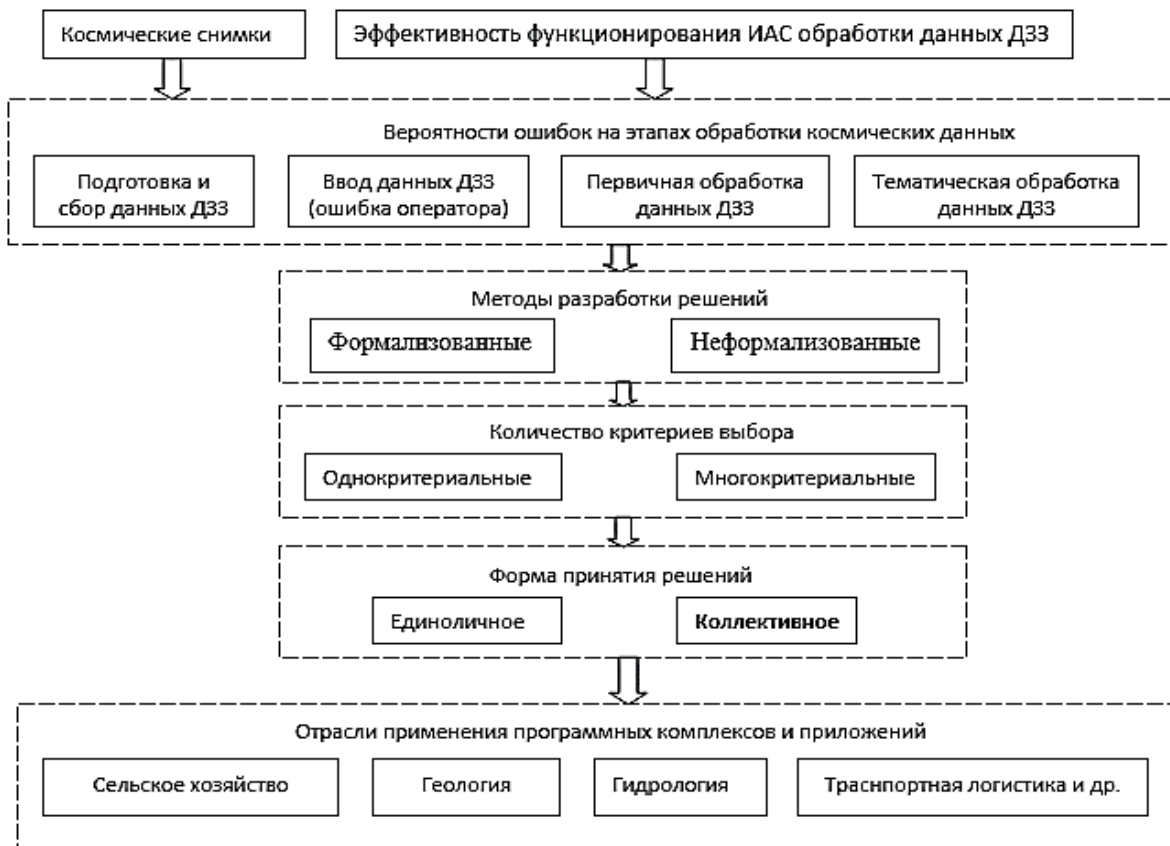 Космические снимки
Эффективность функционирования ИАС обработки данных ДЗЗ
Вероятности ошибок на этапах обработки космических данных
Подготовка и
сбор данных ДЗЗ
Ввод данных ДЗЗ
(ошибка оператора)
Первичная обработка
данных ДЗЗ
Тематическая обработка
данных ДЗЗ
Методы разработки решений
Формализованные
Неформализованные
Количество критериев выбора
Однокритериальные
Многокритериальные
Форма принятия решений
Единоличное
Коллективное
Отрасли применения программных комплексов и приложений
Сельское хозяйство
Геология
Гидрология
Траснпортная логистика и др.